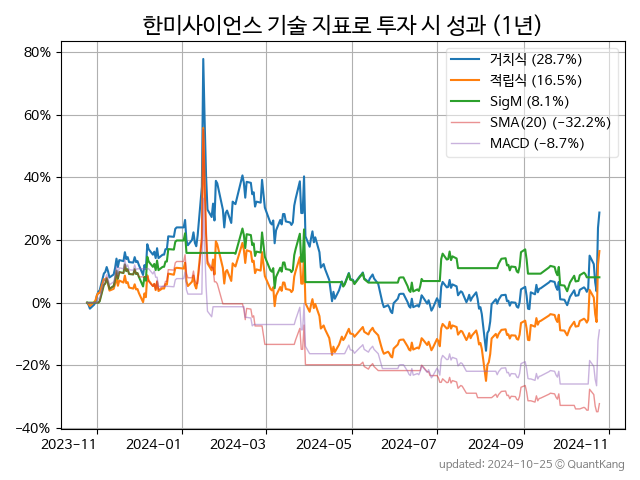 한미사이언스 기술 지표로 투자 시 성과 (1년)
80%
60%
40%
20%
0%
−20%
−40%
거치식 (28.7%)
적립식 (16.5%)
SigM (8.1%)
SMA(20) (−32.2%)
MACD (−8.7%)
2023−11
2024−01
2024−03
2024−05
2024−07
2024−09
2024−11
updated: 2024-10-25 © QuantKang